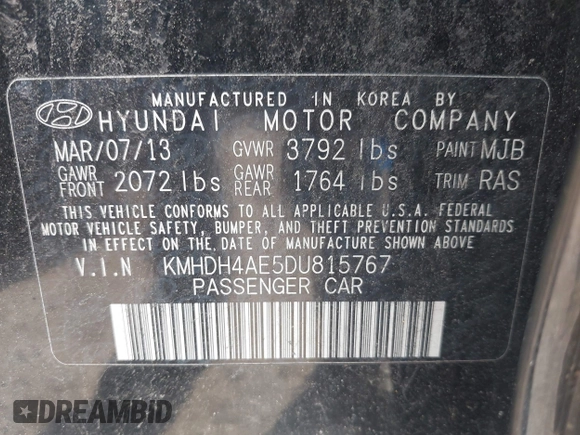 MANUFACTURED IN KOREA BY
HYUNDAI MOTOR COMPANY
MAR/07/13 GVWR 3792 lbs PAINT MJB
GAWR FRONT 2072 lbs GAWR REAR 1764 lbs TRIM RAS
THIS VEHICLE CONFORMS TO ALL APPLICABLE U.S.A. FEDERAL
MOTOR VEHICLE SAFETY, BUMPER, AND THEFT PREVENTION STANDARDS
IN EFFECT ON THE DATE OF MANUFACTURE SHOWN ABOVE.
V.I.N KMHDH4AE5DU815767
PASSENGER CAR
DREAMBID